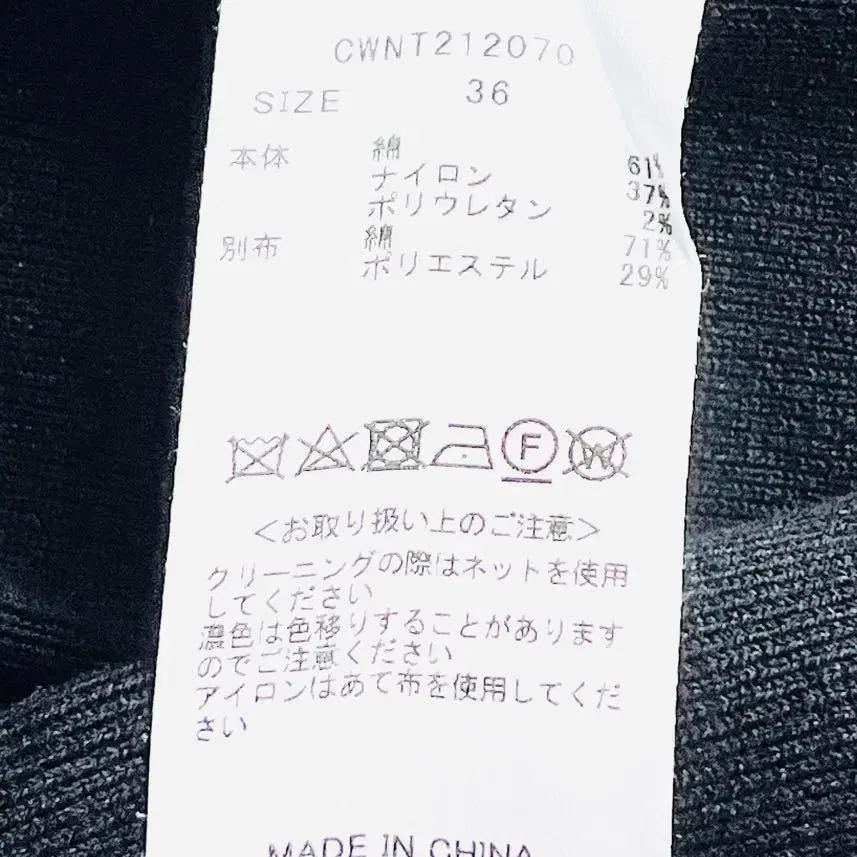 CWNT212070
SIZE 36
本体 綿 61%
ナイロン 37%
ポリウレタン 2%
別布 綿 71%
ポリエステル 29%
F W
<お取り扱い上のご注意>
クリーニングの際はネットを使用
してください
濃色は色移りすることがあります
のでご注意ください
アイロンはあて布を使用してくだ
さい
MADE IN CHINA